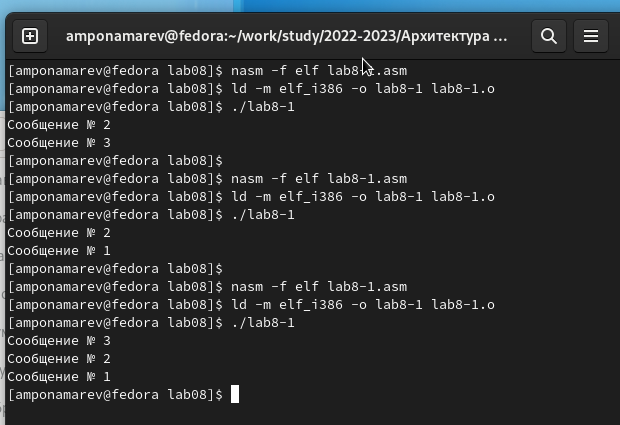 amponamarev@fedora:~/work/study/2022-2023/Архитектура ...
[amponamarev@fedora lab08]$ nasm -f elf lab8-1.asm
[amponamarev@fedora lab08]$ ld -m elf_i386 -o lab8-1 lab8-1.o
[amponamarev@fedora lab08]$ ./lab8-1
Сообщение № 2
Сообщение № 3
[amponamarev@fedora lab08]$
[amponamarev@fedora lab08]$ nasm -f elf lab8-1.asm
[amponamarev@fedora lab08]$ ld -m elf_i386 -o lab8-1 lab8-1.o
[amponamarev@fedora lab08]$ ./lab8-1
Сообщение № 2
Сообщение № 1
[amponamarev@fedora lab08]$
[amponamarev@fedora lab08]$ nasm -f elf lab8-1.asm
[amponamarev@fedora lab08]$ ld -m elf_i386 -o lab8-1 lab8-1.o
[amponamarev@fedora lab08]$ ./lab8-1
Сообщение № 3
Сообщение № 2
Сообщение № 1
[amponamarev@fedora lab08]$